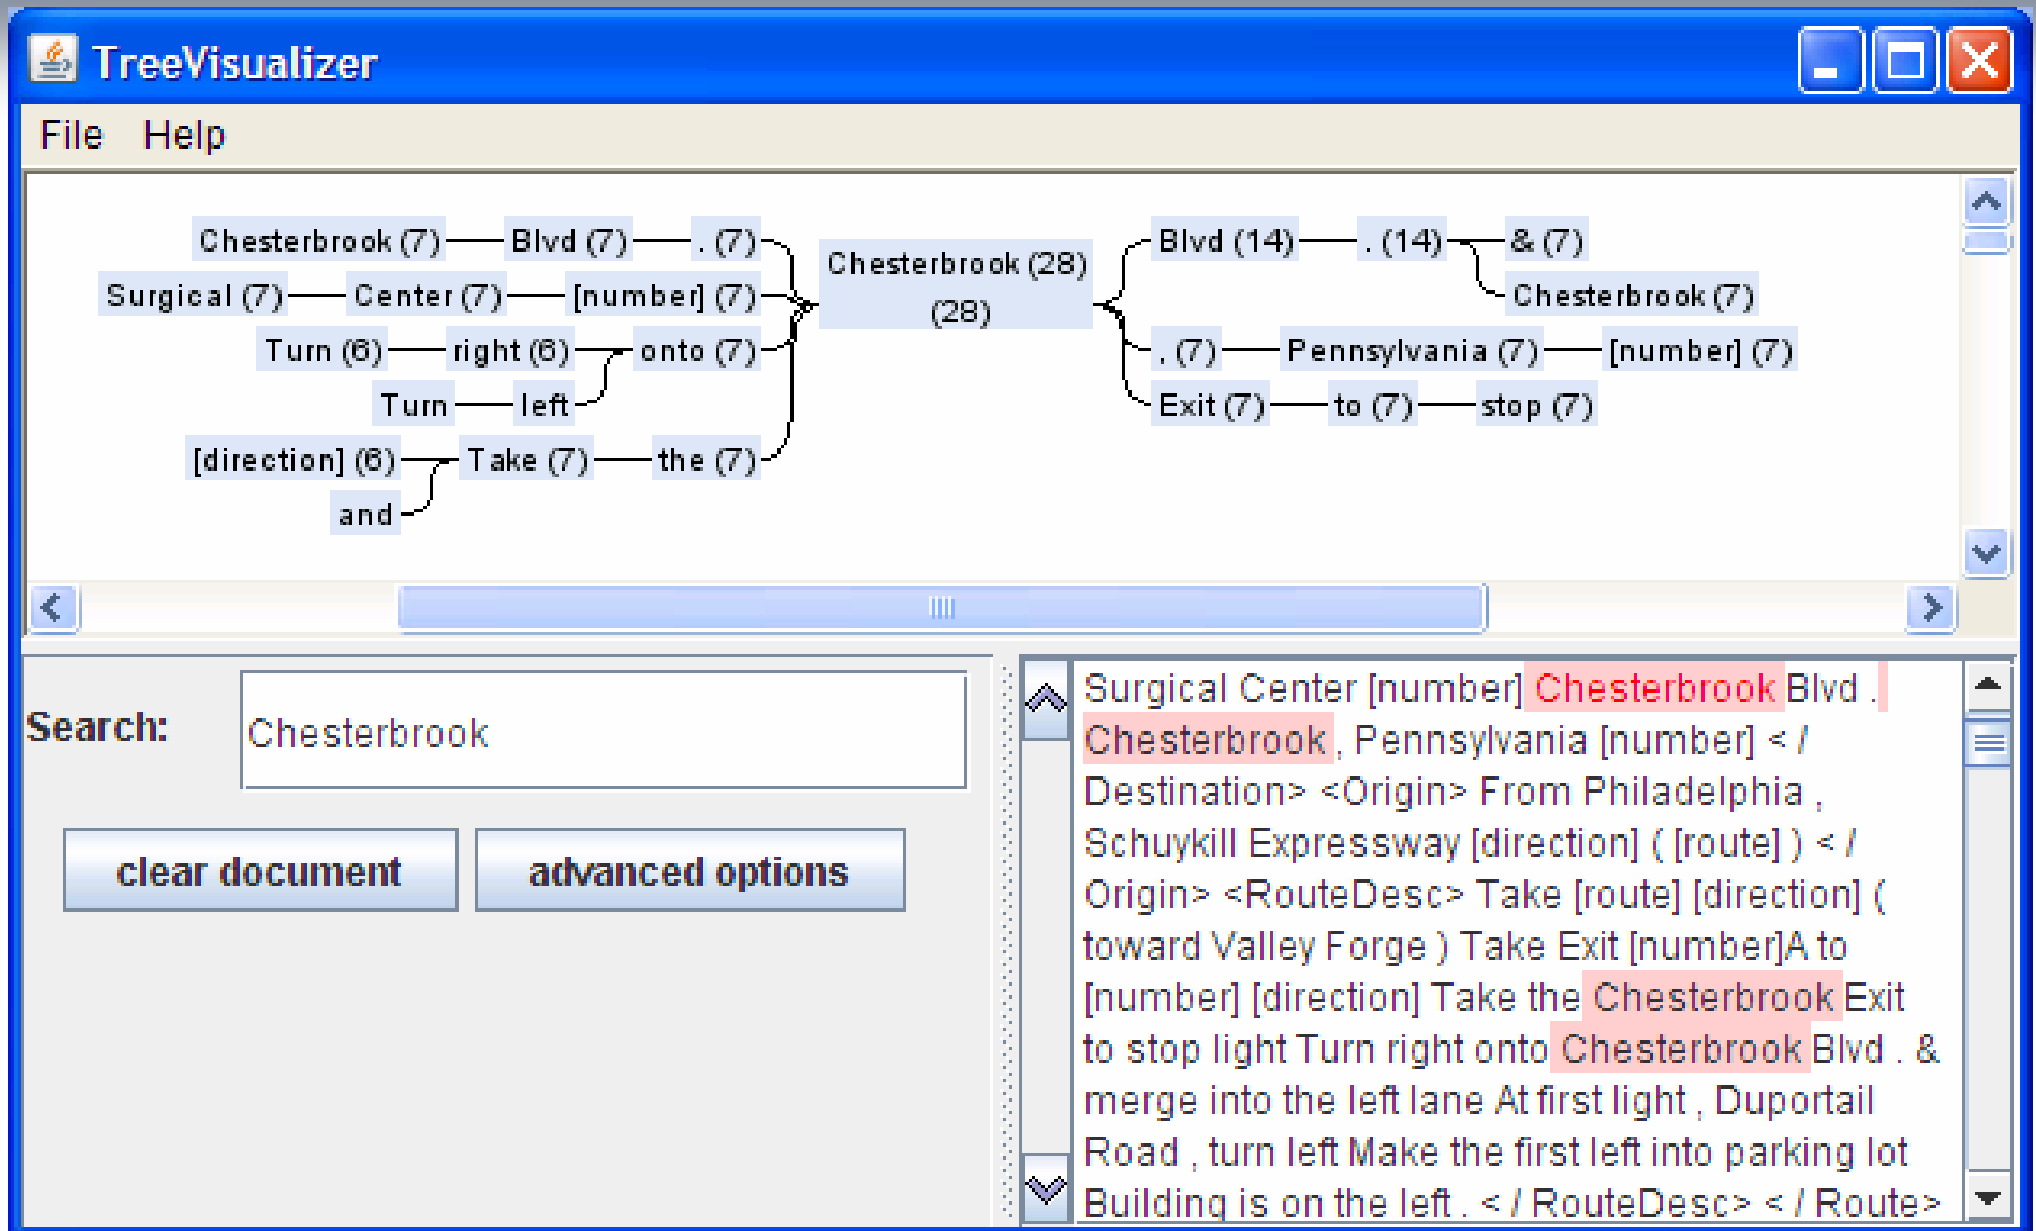 TreeVisualizer
File Help
Chesterbrook (7) Blvd (7) . (7) Chesterbrook (28) Blvd (14) . (14) & (7)
Surgical (7) Center (7) [number] (7) (28) Chesterbrook (7)
Turn (6) right (6) onto (7) , (7) Pennsylvania (7) [number] (7)
Turn left Exit (7) to (7) stop (7)
[direction] (6) Take (7) the (7)
and
Search: Chesterbrook
clear document advanced options
Surgical Center [number] Chesterbrook Blvd .
Chesterbrook , Pennsylvania [number] < /
Destination> <Origin> From Philadelphia ,
Schuykill Expressway [direction] ( [route] ) < /
Origin> <RouteDesc> Take [route] [direction] (
toward Valley Forge ) Take Exit [number]A to
[number] [direction] Take the Chesterbrook Exit
to stop light Turn right onto Chesterbrook Blvd . &
merge into the left lane At first light , Duportail
Road , turn left Make the first left into parking lot
Building is on the left . < / RouteDesc> < / Route>